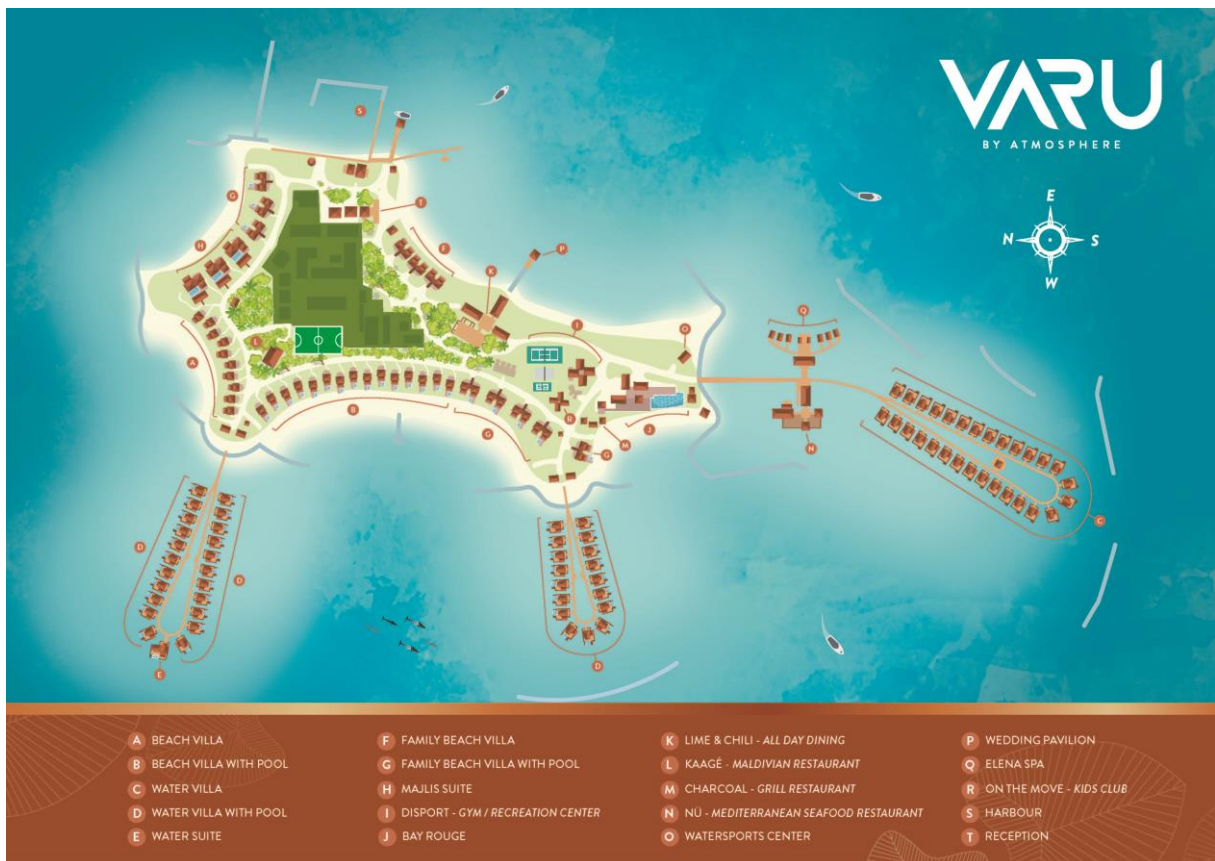 VARU
BY ATMOSPHERE
E
N
S
W
S
G
T
H
F
P
K
I
Q
O
L
A
B
R
G
M
J
G
N
C
D
D
D
E
A BEACH VILLA
B BEACH VILLA WITH POOL
C WATER VILLA
D WATER VILLA WITH POOL
E WATER SUITE
F FAMILY BEACH VILLA
G FAMILY BEACH VILLA WITH POOL
H MAJLIS SUITE
I DISPORT - GYM / RECREATION CENTER
J BAY ROUGE
K LIME & CHILI - ALL DAY DINING
L KAAGÉ - MALDIVIAN RESTAURANT
M CHARCOAL - GRILL RESTAURANT
N NÜ - MEDITERRANEAN SEAFOOD RESTAURANT
O WATERSPORTS CENTER
P WEDDING PAVILION
Q ELENA SPA
R ON THE MOVE - KIDS CLUB
S HARBOUR
T RECEPTION